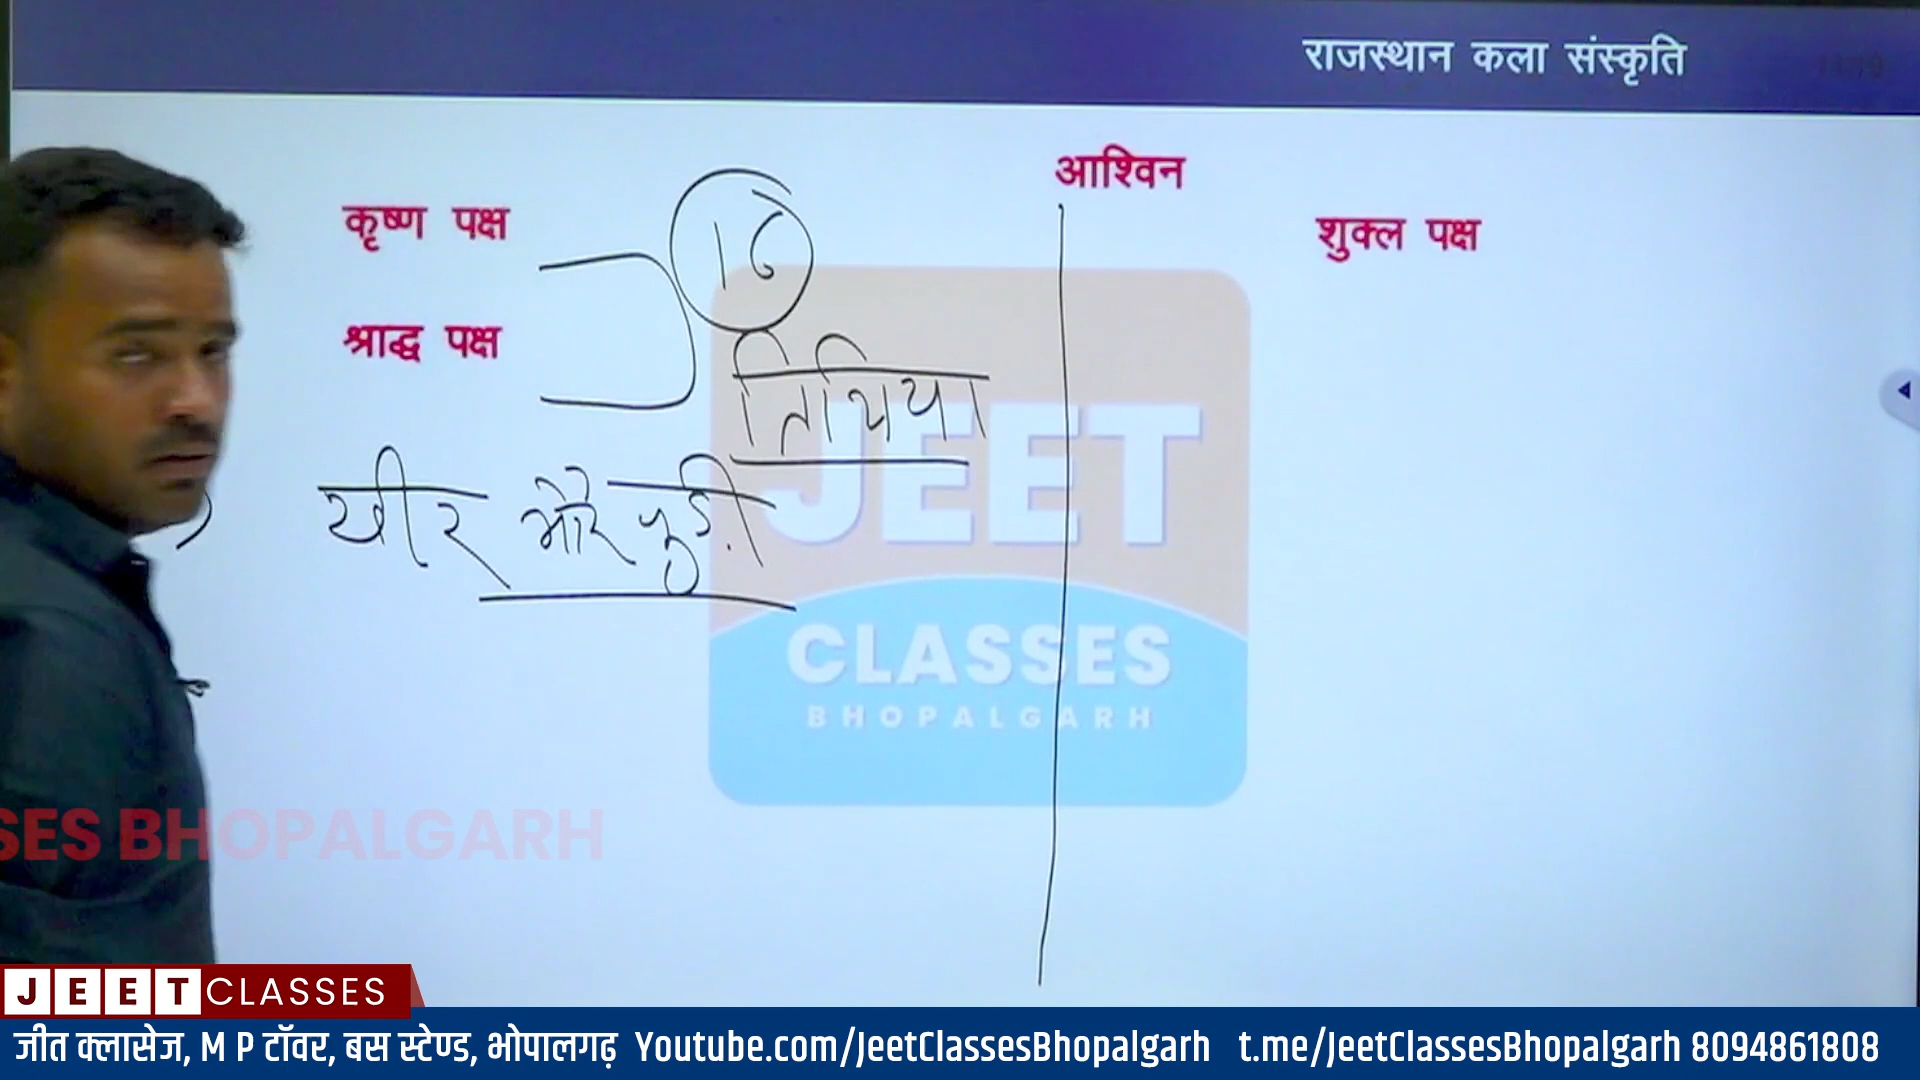 राजस्थान कला संस्कृति
आश्विन
कृष्ण पक्ष
शुक्ल पक्ष
16
श्राद्ध पक्ष
तिथिया
खीर और पुड़ी
JEET
CLASSES
BHOPALGARH
SES BHOPALGARH
JEET CLASSES
जीत क्लासेज, M P टॉवर, बस स्टेण्ड, भोपालगढ़ Youtube.com/JeetClassesBhopalgarh t.me/JeetClassesBhopalgarh 8094861808